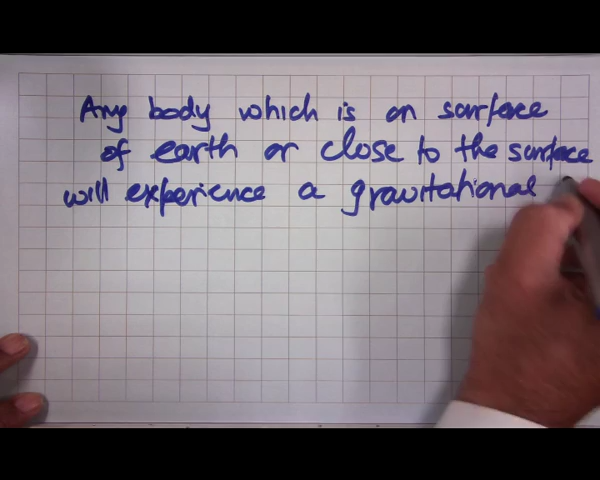 Any body which is on surface
of earth or close to the surface
will experience a gravitational